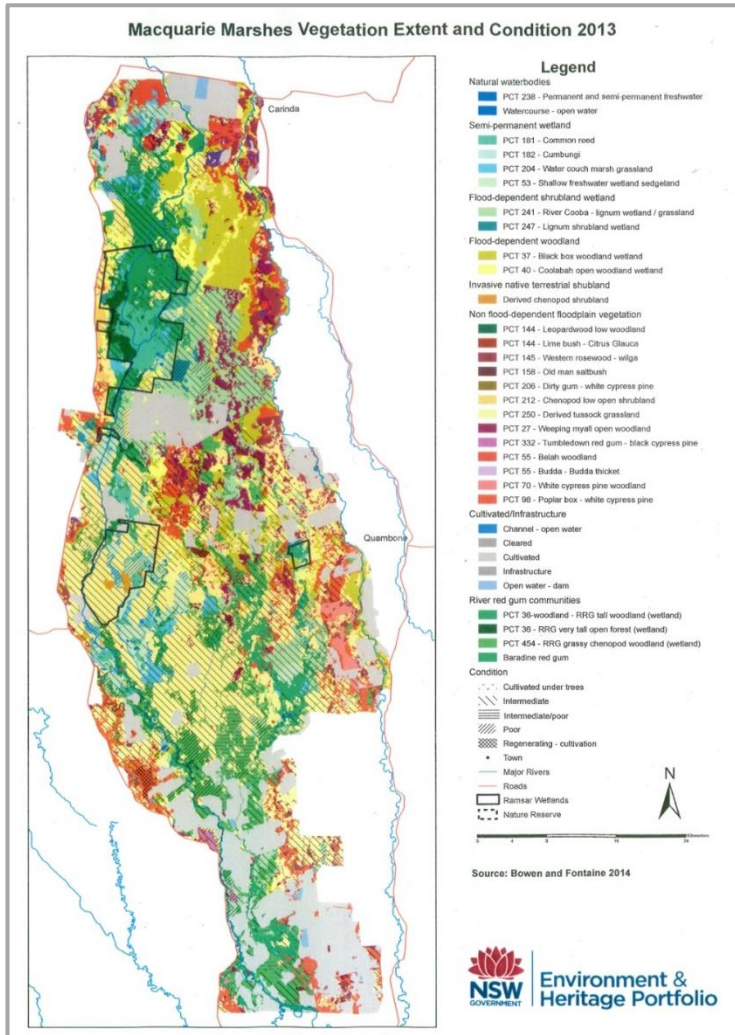 Macquarie Marshes Vegetation Extent and Condition 2013
Carinda
Quambone
Legend
Natural waterbodies
PCT 238 - Permanent and semi-permanent freshwater
Watercourse - open water
Semi-permanent wetland
PCT 181 - Common reed
PCT 182 - Cumbungi
PCT 204 - Water couch marsh grassland
PCT 53 - Shallow freshwater wetland sedgeland
Flood-dependent shrubland wetland
PCT 241 - River Cooba - lignum wetland / grassland
PCT 247 - Lignum shrubland wetland
Flood-dependent woodland
PCT 37 - Black box woodland wetland
PCT 40 - Coolabah open woodland wetland
Invasive native terrestrial shubland
Derived chenopod shrubland
Non flood-dependent floodplain vegetation
PCT 144 - Leopardwood low woodland
PCT 144 - Lime bush - Citrus Glauca
PCT 145 - Western rosewood - wilga
PCT 158 - Old man saltbush
PCT 206 - Dirty gum - white cypress pine
PCT 212 - Chenopod low open shrubland
PCT 250 - Derived tussock grassland
PCT 27 - Weeping myall open woodland
PCT 332 - Tumbledown red gum - black cypress pine
PCT 55 - Belah woodland
PCT 55 - Budda - Budda thicket
PCT 70 - White cypress pine woodland
PCT 98 - Poplar box - white cypress pine
Cultivated/Infrastructure
Channel - open water
Cleared
Cultivated
Infrastructure
Open water - dam
River red gum communities
PCT 36-woodland - RRG tall woodland (wetland)
PCT 36 - RRG very tall open forest (wetland)
PCT 454 - RRG grassy chenopod woodland (wetland)
Baradine red gum
Condition
Cultivated under trees
Intermediate
Intermediate/poor
Poor
Regenerating - cultivation
Town
Major Rivers
Roads
Ramsar Wetlands
Nature Reserve
N
0 4 8 16 24
Kilometers
Source: Bowen and Fontaine 2014
NSW
GOVERNMENT
Environment &
Heritage Portfolio